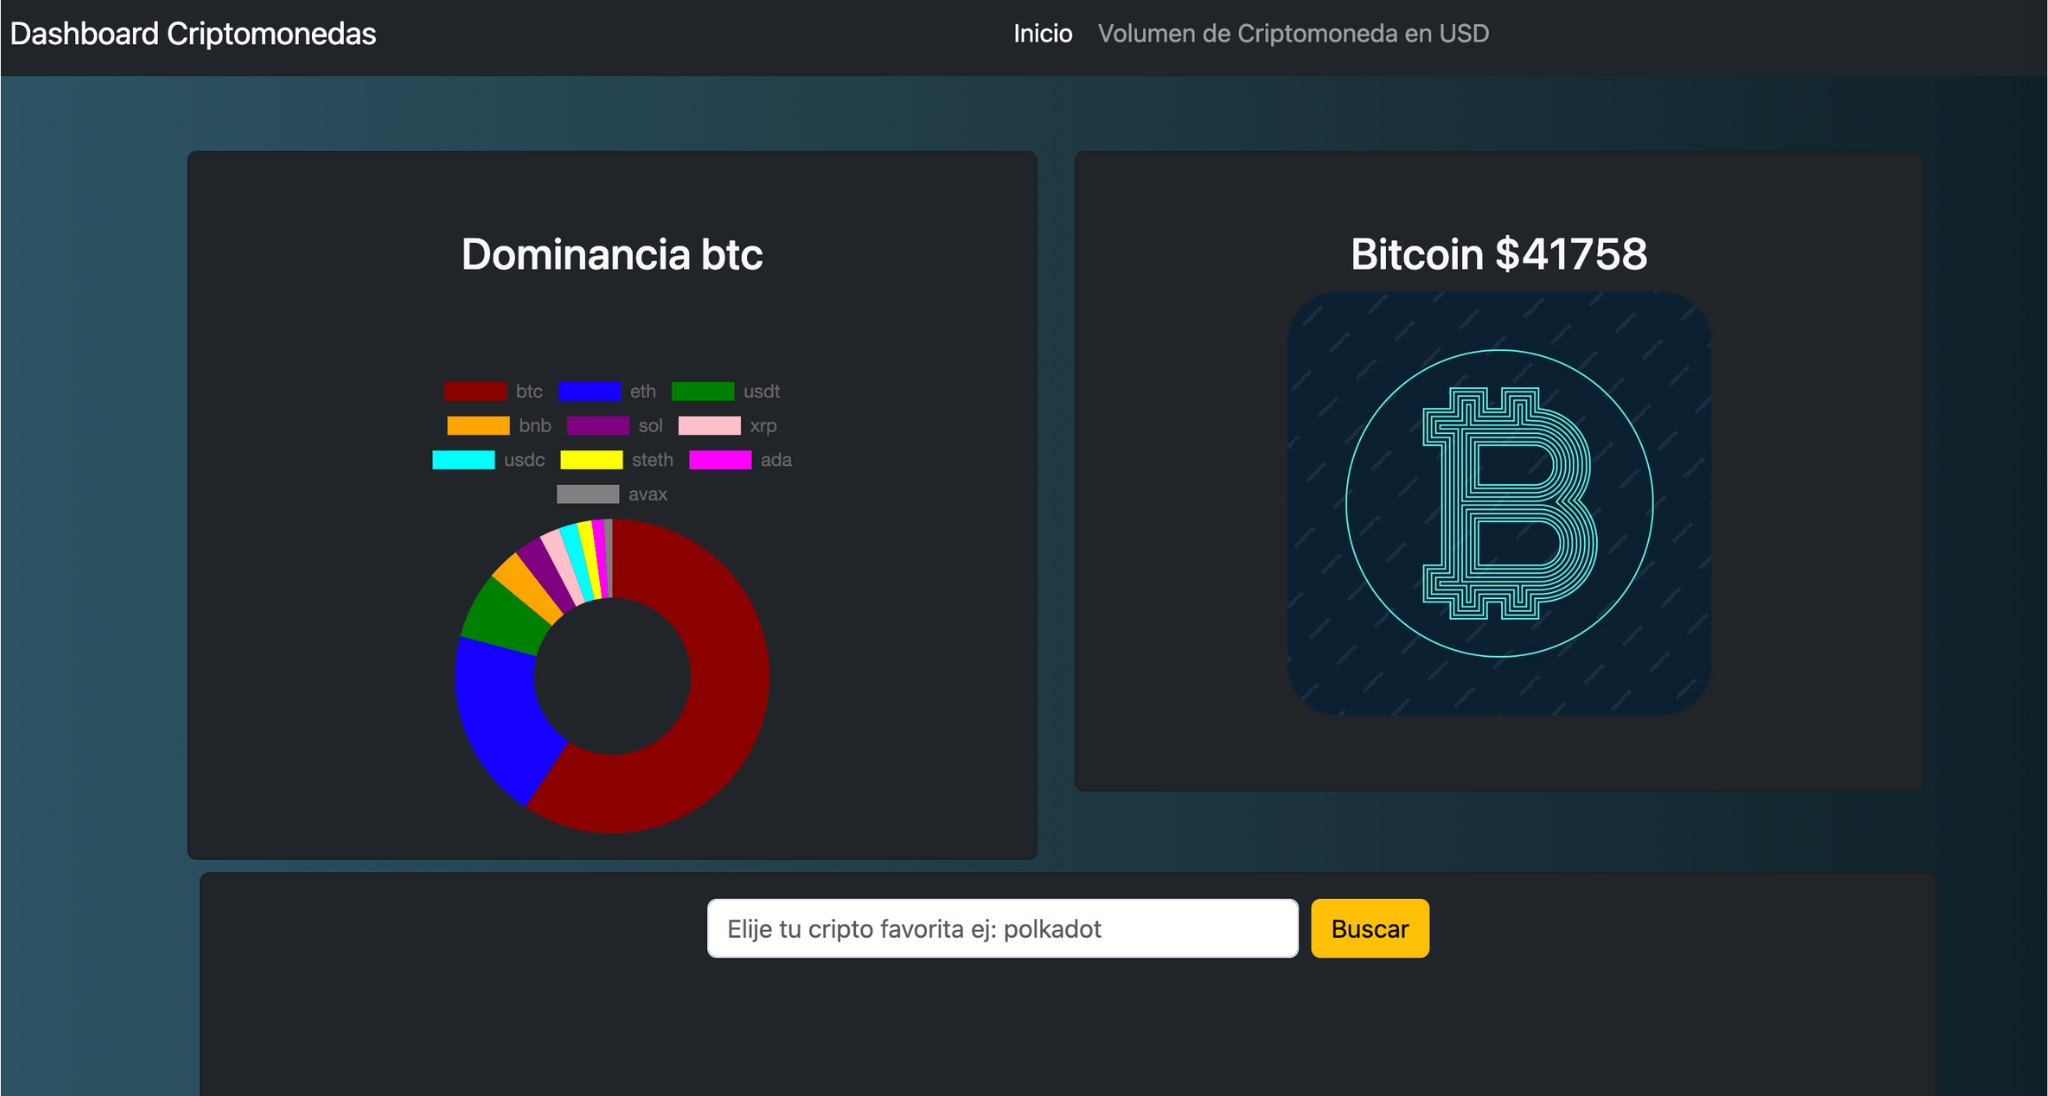 Dashboard Criptomonedas
Inicio Volumen de Criptomoneda en USD
Dominancia btc
btc eth usdt
bnb sol xrp
usdc steth ada
avax
Bitcoin $41758
Elije tu cripto favorita ej: polkadot
Buscar